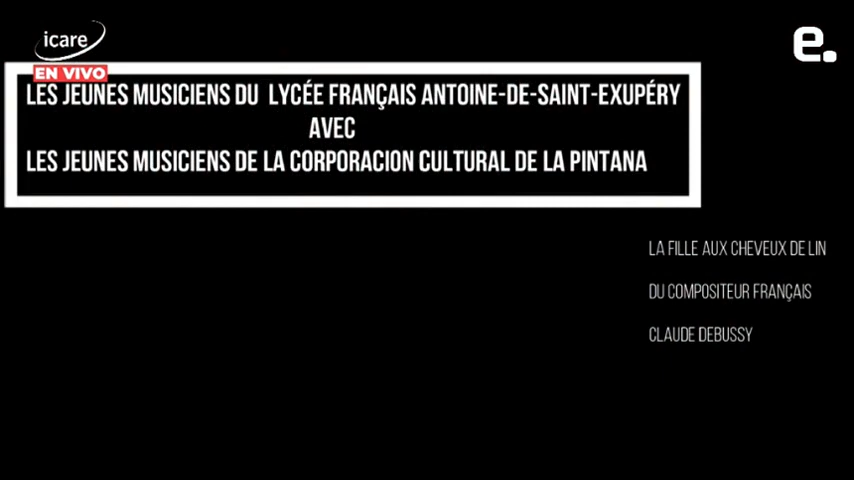 icare
e.
EN VIVO
LES JEUNES MUSICIENS DU LYCÉE FRANÇAIS ANTOINE-DE-SAINT-EXUPÉRY
AVEC
LES JEUNES MUSICIENS DE LA CORPORACION CULTURAL DE LA PINTANA
LA FILLE AUX CHEVEUX DE LIN
DU COMPOSITEUR FRANÇAIS
CLAUDE DEBUSSY